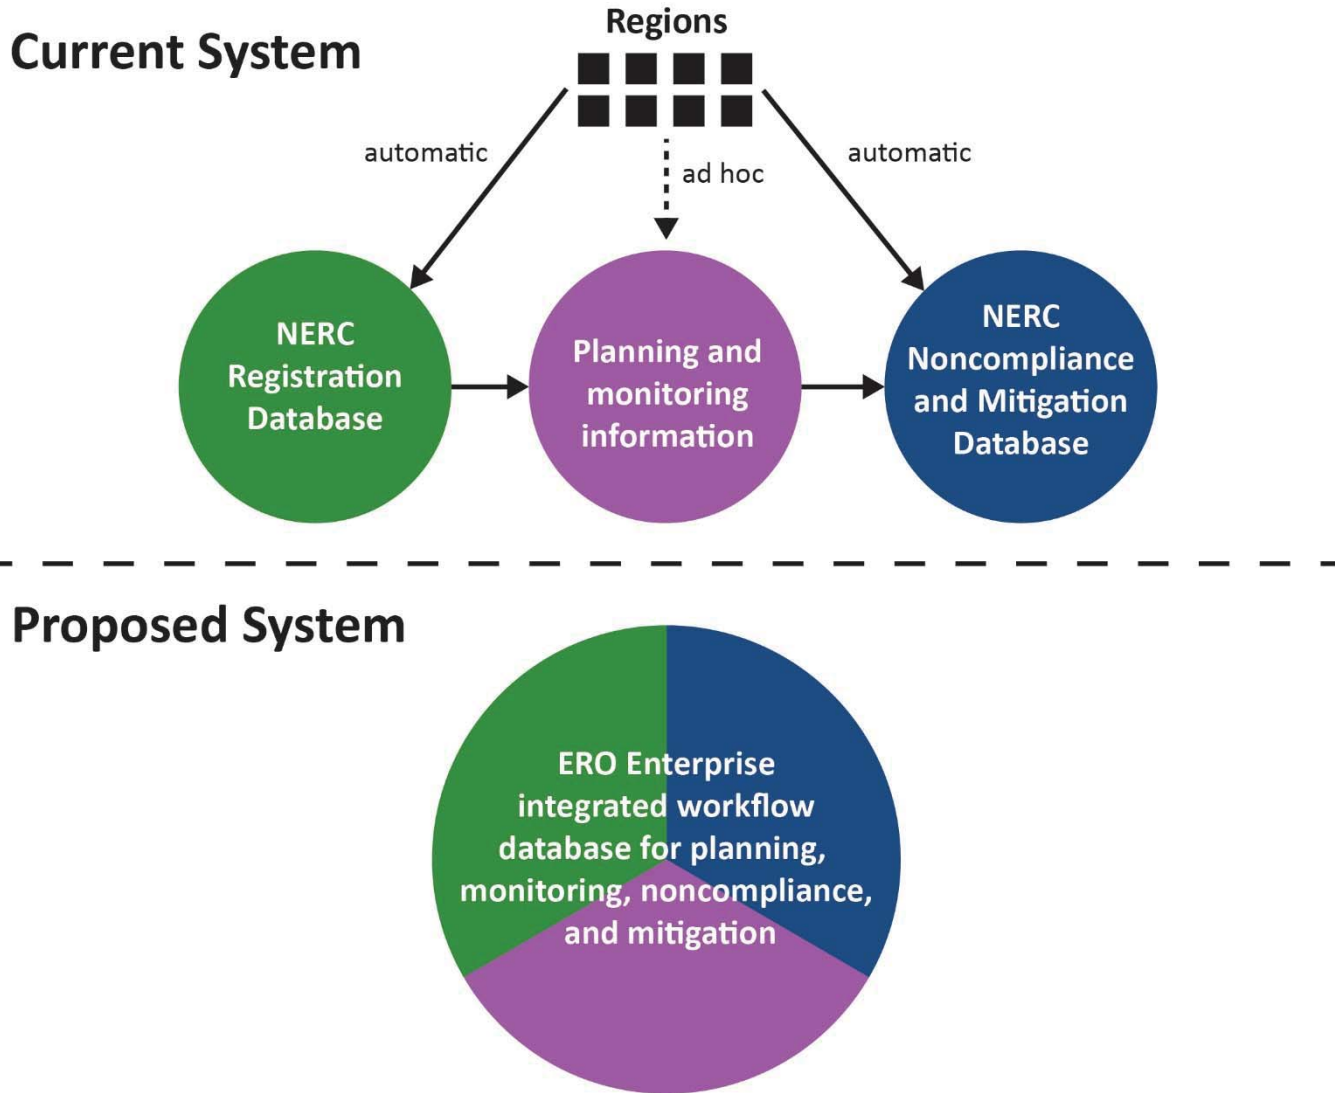 Current System
Regions
automatic
ad hoc
automatic
NERC
Registration
Database
Planning and
monitoring
information
NERC
Noncompliance
and Mitigation
Database
Proposed System
ERO Enterprise
integrated workflow
database for planning,
monitoring, noncompliance,
and mitigation